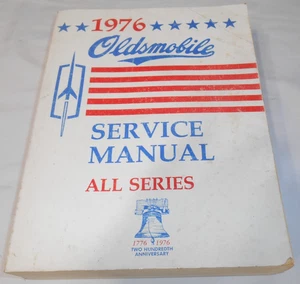 1976
Oldsmobile
SERVICE
MANUAL
ALL SERIES
1776 1976
TWO HUNDREDTH
ANNIVERSARY